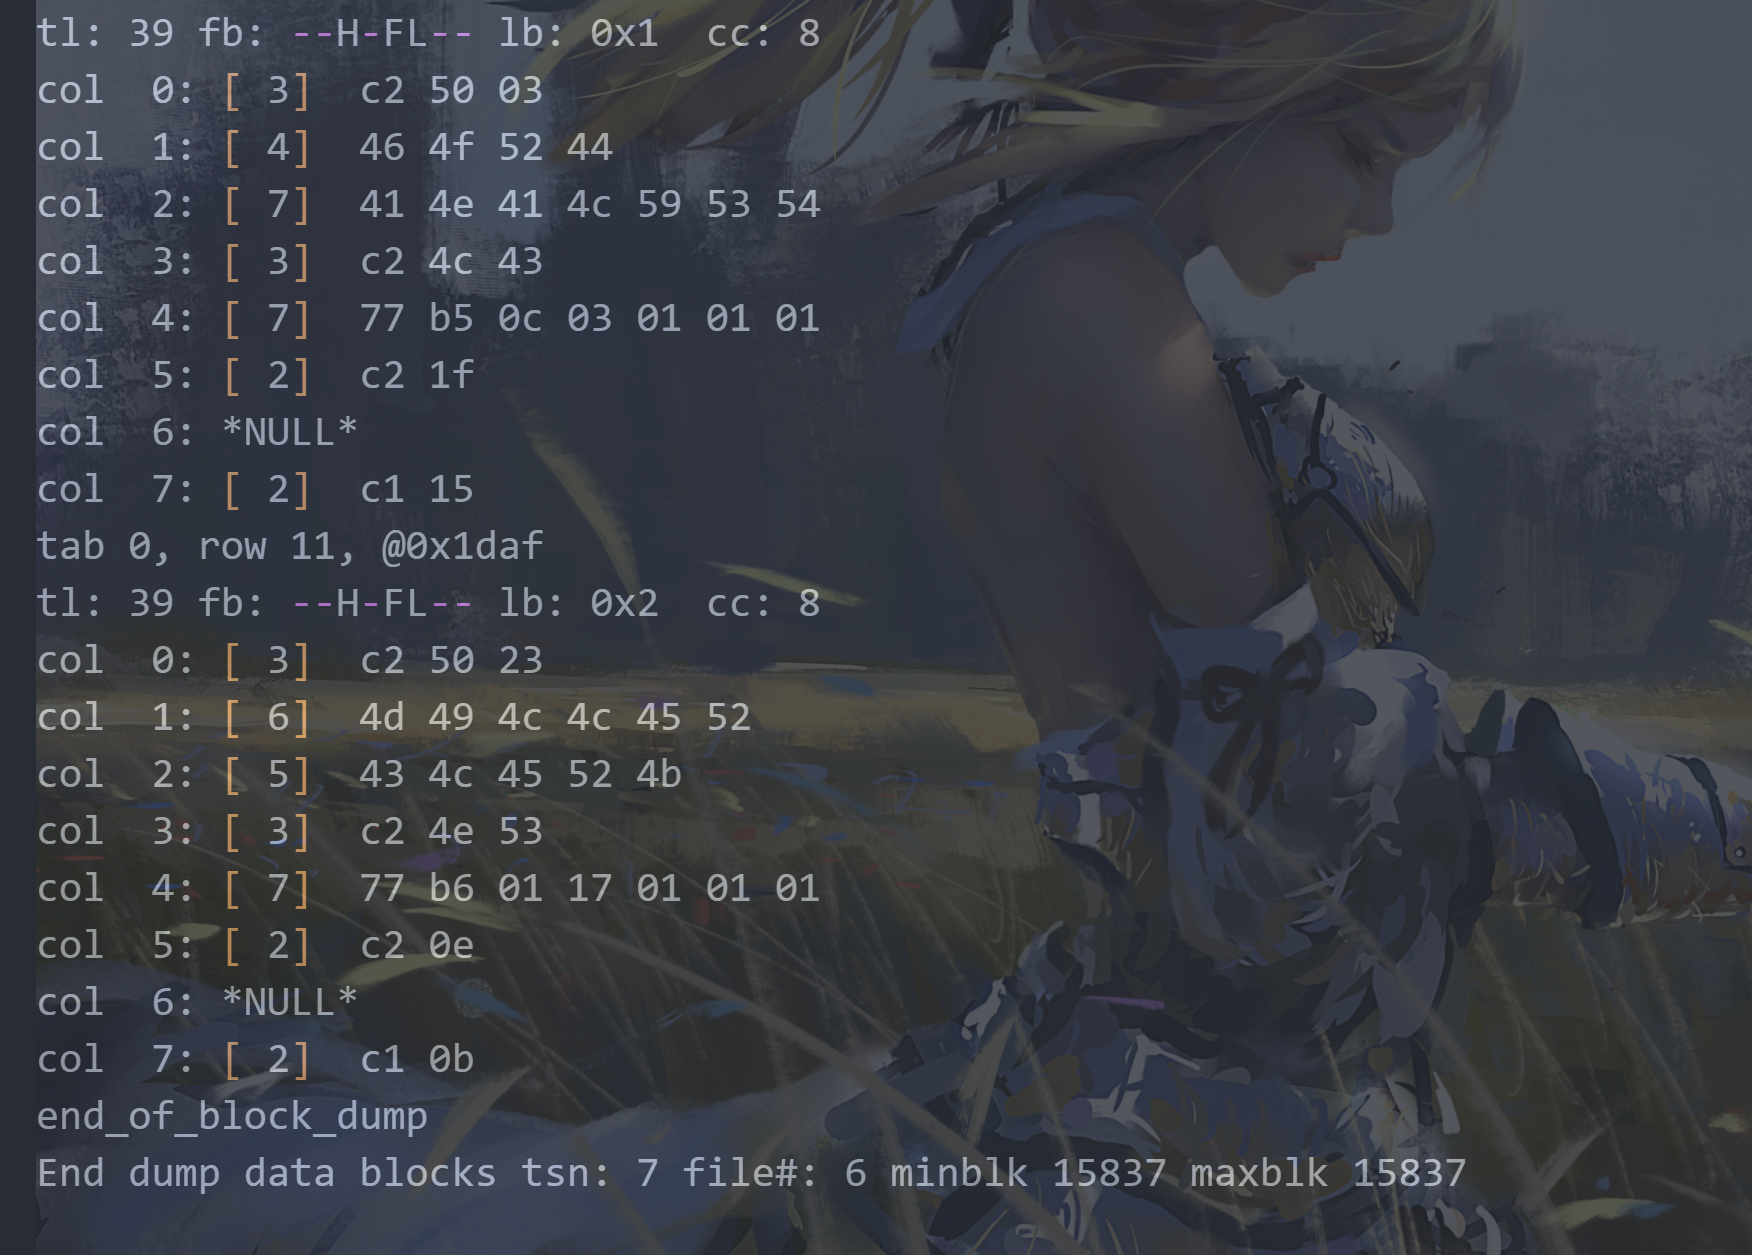 tl: 39 fb: --H-FL-- lb: 0x1  cc: 8
col  0: [ 3]  c2 50 03
col  1: [ 4]  46 4f 52 44
col  2: [ 7]  41 4e 41 4c 59 53 54
col  3: [ 3]  c2 4c 43
col  4: [ 7]  77 b5 0c 03 01 01 01
col  5: [ 2]  c2 1f
col  6: *NULL*
col  7: [ 2]  c1 15
tab 0, row 11, @0x1daf
tl: 39 fb: --H-FL-- lb: 0x2  cc: 8
col  0: [ 3]  c2 50 23
col  1: [ 6]  4d 49 4c 4c 45 52
col  2: [ 5]  43 4c 45 52 4b
col  3: [ 3]  c2 4e 53
col  4: [ 7]  77 b6 01 17 01 01 01
col  5: [ 2]  c2 0e
col  6: *NULL*
col  7: [ 2]  c1 0b
end_of_block_dump
End dump data blocks tsn: 7 file#: 6 minblk 15837 maxblk 15837